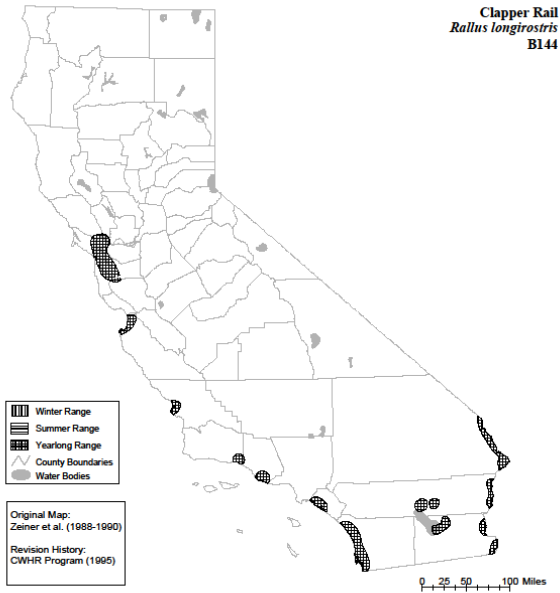 Clapper Rail
Rallus longirostris
B144
Winter Range
Summer Range
Yearlong Range
County Boundaries
Water Bodies
Original Map:
Zeiner et al. (1988-1990)
Revision History:
CWHR Program (1995)
0 25 50 100 Miles